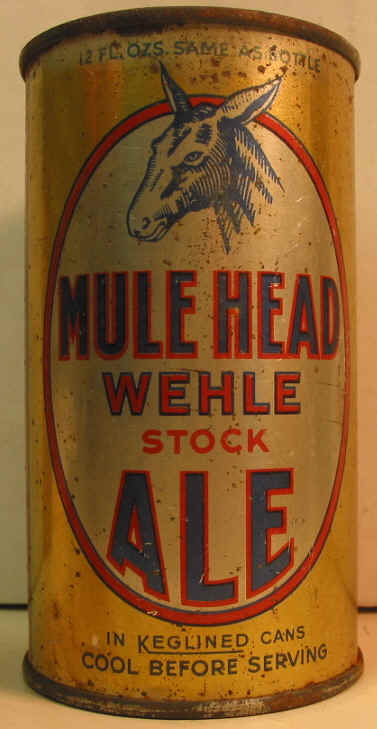 12 FL. OZS. SAME AS BOTTLE
MULE HEAD
WEHLE
STOCK
ALE
IN KEGLINED CANS
COOL BEFORE SERVING